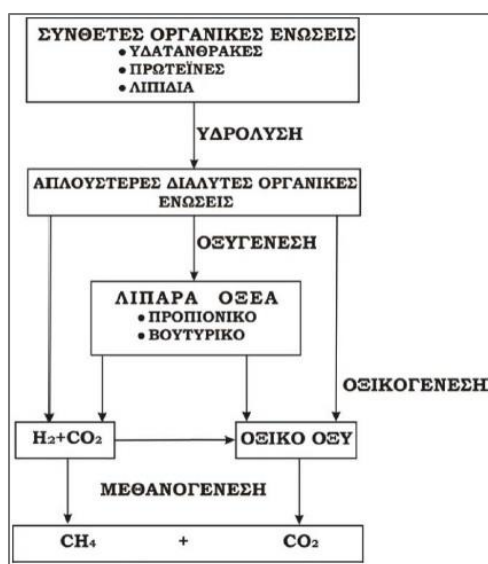 ΣΥΝΘΕΤΕΣ ΟΡΓΑΝΙΚΕΣ ΕΝΩΣΕΙΣ
• ΥΔΑΤΑΝΘΡΑΚΕΣ
• ΠΡΩΤΕΪΝΕΣ
• ΛΙΠΙΔΙΑ
ΥΔΡΟΛΥΣΗ
ΑΠΛΟΥΣΤΕΡΕΣ ΔΙΑΛΥΤΕΣ ΟΡΓΑΝΙΚΕΣ
ΕΝΩΣΕΙΣ
ΟΞΥΓΕΝΕΣΗ
ΛΙΠΑΡΑ ΟΞΕΑ
• ΠΡΟΠΙΟΝΙΚΟ
• ΒΟΥΤΥΡΙΚΟ
ΟΞΙΚΟΓΕΝΕΣΗ
H₂+CO₂
ΟΞΙΚΟ ΟΞΥ
ΜΕΘΑΝΟΓΕΝΕΣΗ
CH₄ + CO₂